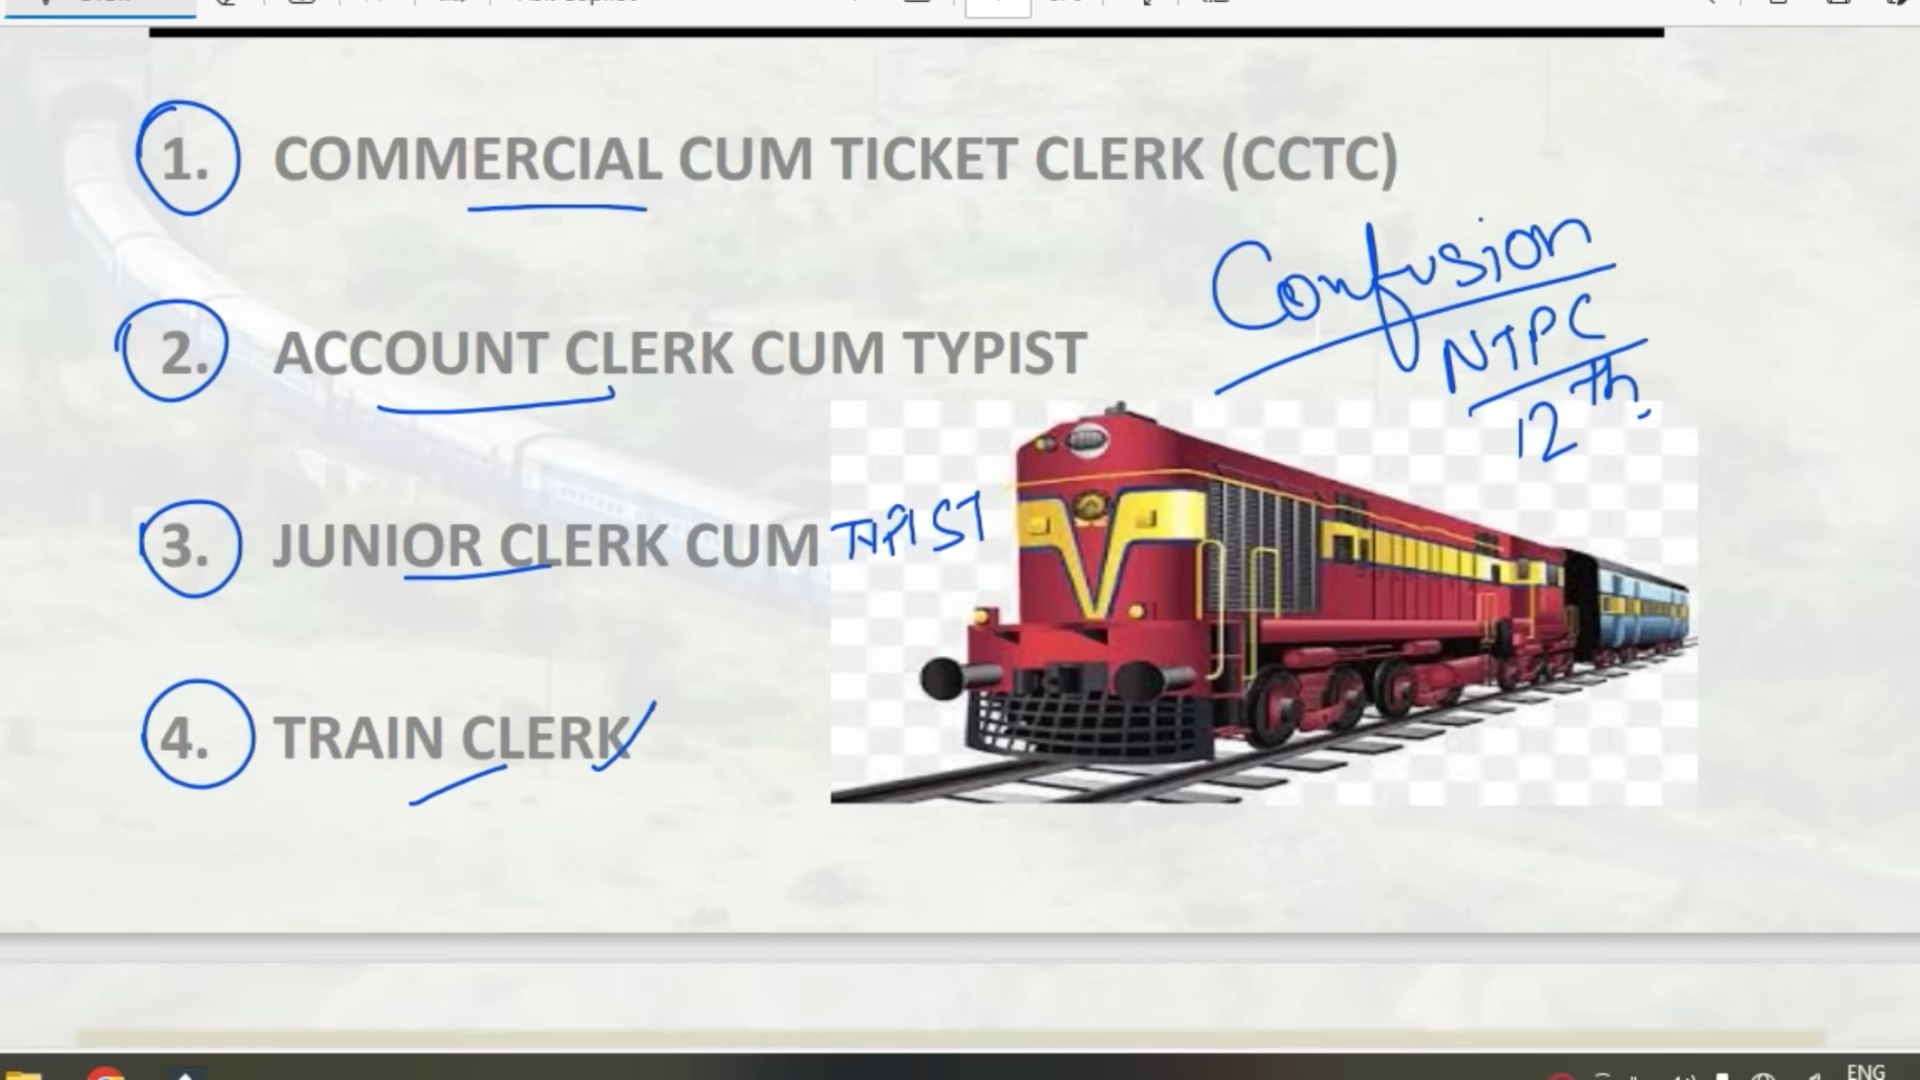 1. COMMERCIAL CUM TICKET CLERK (CCTC)
Confusion
NTPC
12th.
2. ACCOUNT CLERK CUM TYPIST
3. JUNIOR CLERK CUM TYPIST
4. TRAIN CLERK
ENG